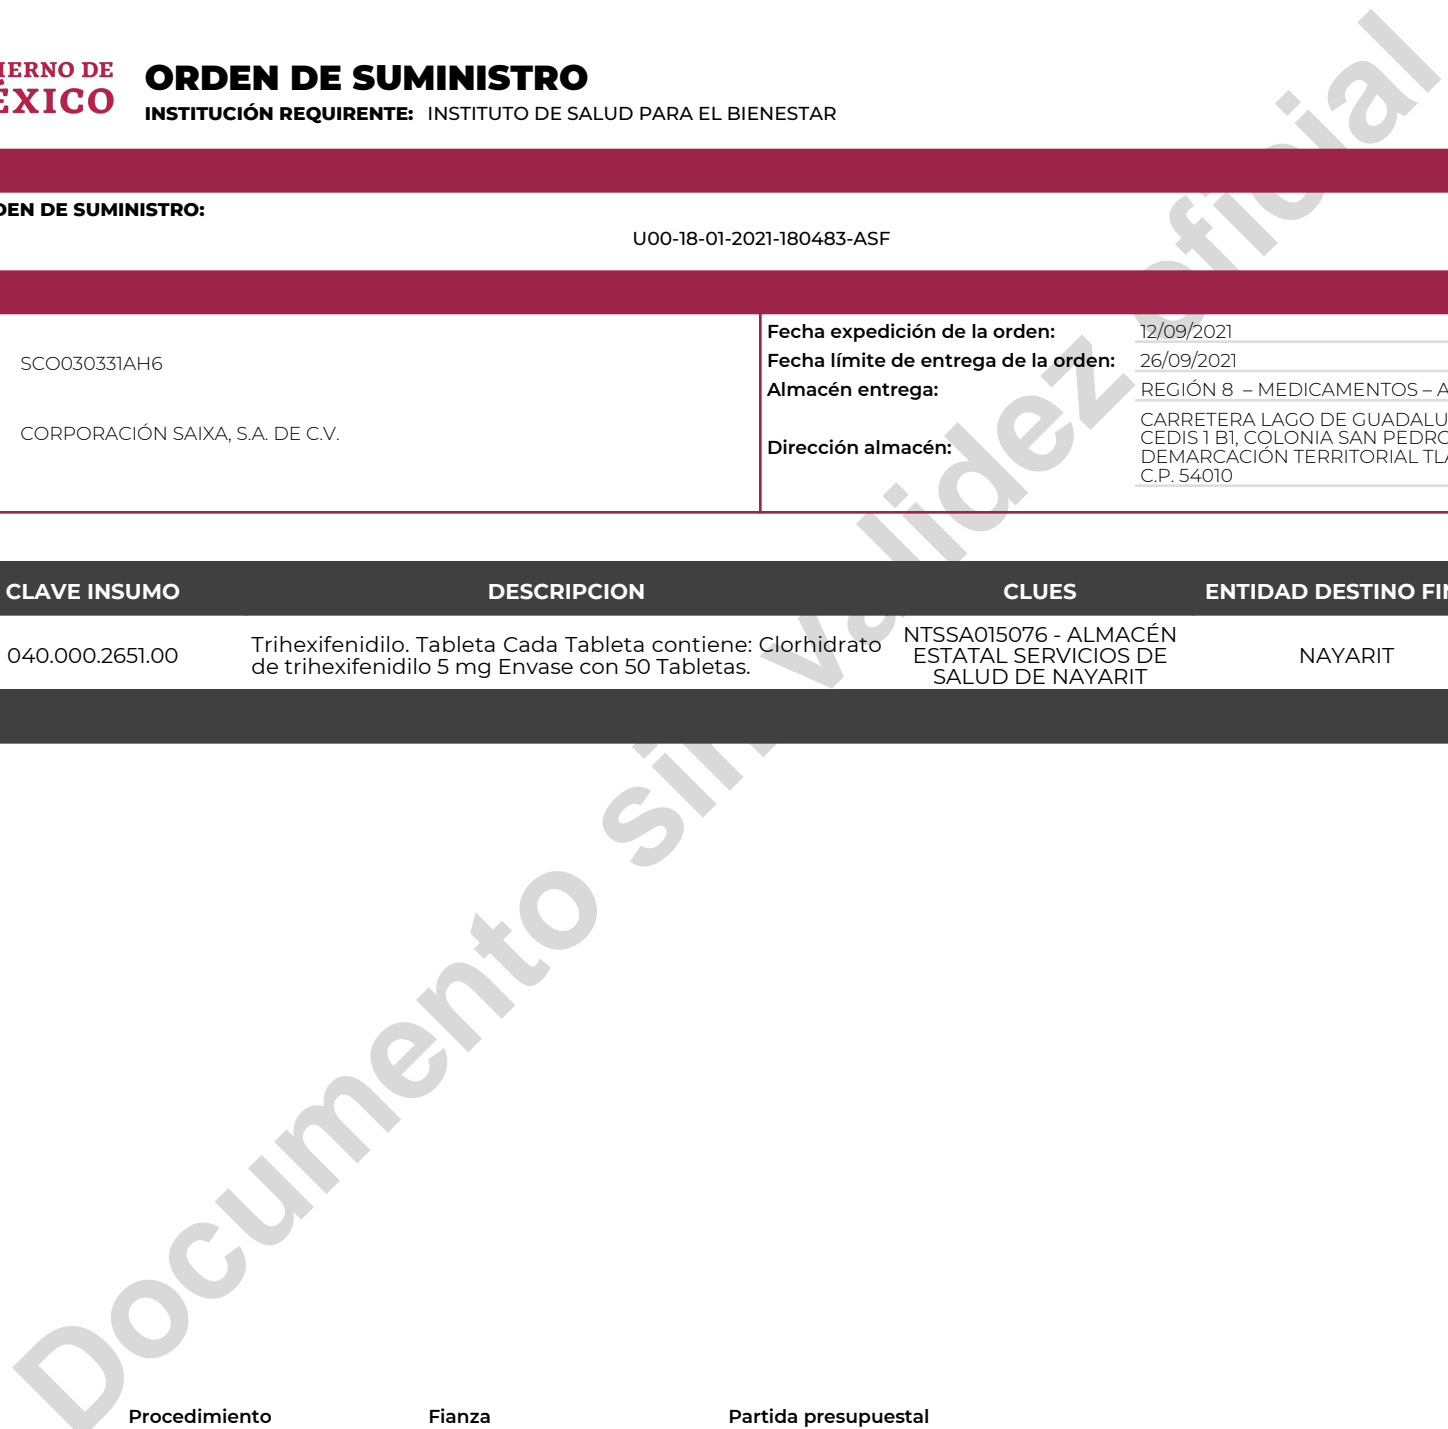 IERNO DE
ÉXICO
ORDEN DE SUMINISTRO
INSTITUCIÓN REQUIRENTE: INSTITUTO DE SALUD PARA EL BIENESTAR
DEN DE SUMINISTRO:
U00-18-01-2021-180483-ASF
SCO030331AH6
CORPORACIÓN SAIXA, S.A. DE C.V.
Fecha expedición de la orden: 12/09/2021
Fecha límite de entrega de la orden: 26/09/2021
Almacén entrega: REGIÓN 8 – MEDICAMENTOS – A
Dirección almacén:
CARRETERA LAGO DE GUADALU
CEDIS 1 B1, COLONIA SAN PEDRO
DEMARCACIÓN TERRITORIAL TLA
C.P. 54010
CLAVE INSUMO DESCRIPCION CLUES ENTIDAD DESTINO FIN
040.000.2651.00
Trihexifenidilo. Tableta Cada Tableta contiene: Clorhidrato
de trihexifenidilo 5 mg Envase con 50 Tabletas.
NTSSA015076 - ALMACÉN
ESTATAL SERVICIOS DE
SALUD DE NAYARIT
NAYARIT
Documento sin validez oficial
Procedimiento Fianza Partida presupuestal